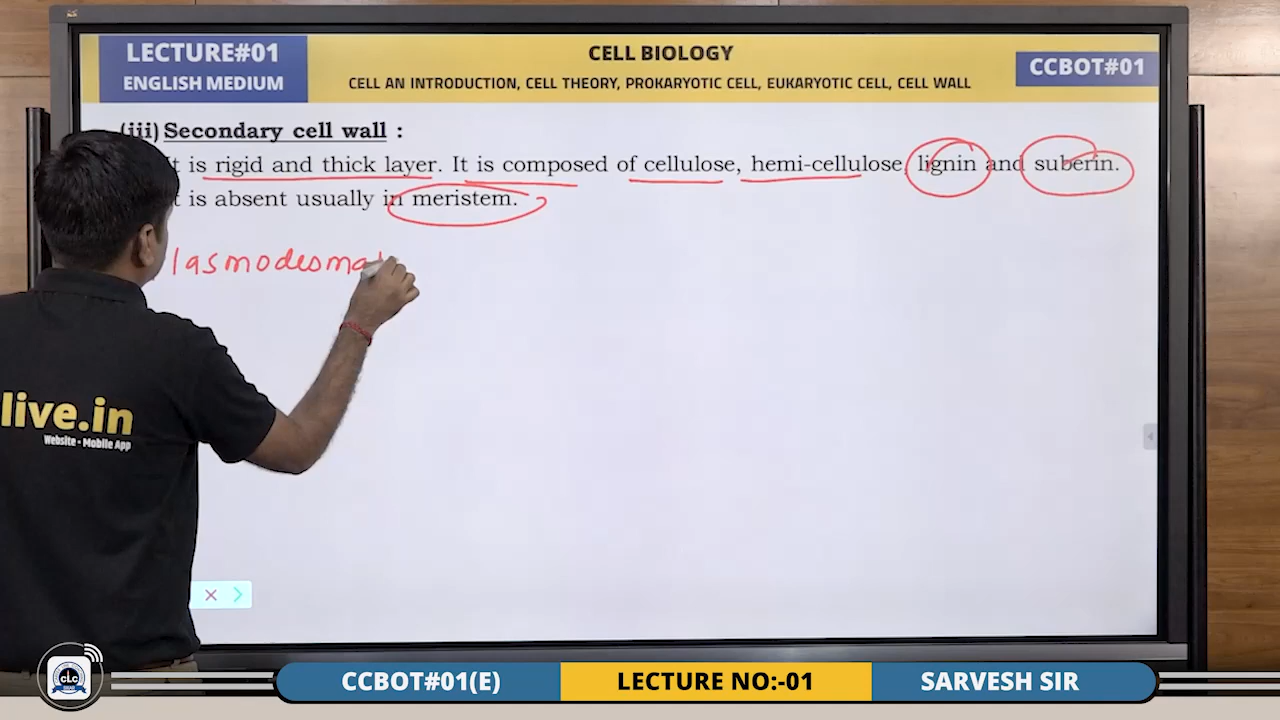 LECTURE#01
ENGLISH MEDIUM
CELL BIOLOGY
CELL AN INTRODUCTION, CELL THEORY, PROKARYOTIC CELL, EUKARYOTIC CELL, CELL WALL
CCBOT#01
(iii) Secondary cell wall :
is rigid and thick layer. It is composed of cellulose, hemi-cellulose, lignin and suberin.
is absent usually in meristem.
lasmodesma
live.in
Website - Mobile App
CLC
CCBOT#01(E)
LECTURE NO:-01
SARVESH SIR